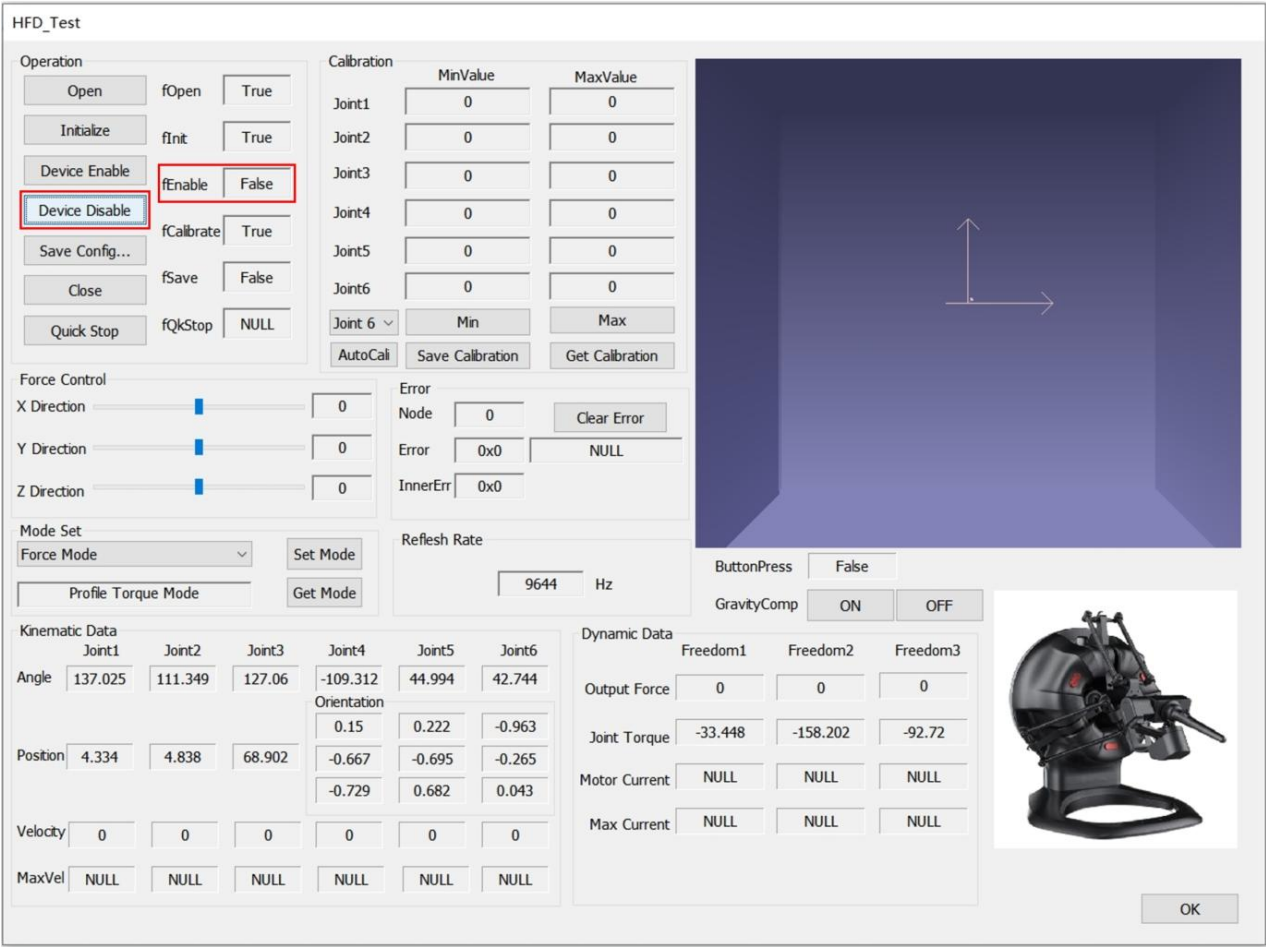 HFD_Test
Operation
Open fOpen True
Initialize fInit True
Device Enable fEnable False
Device Disable
fCalibrate True
Save Config...
fSave False
Close
Quick Stop fQkStop NULL
Calibration
MinValue MaxValue
Joint1 0 0
Joint2 0 0
Joint3 0 0
Joint4 0 0
Joint5 0 0
Joint6 0 0
Joint 6 Min Max
AutoCali Save Calibration Get Calibration
Force Control
X Direction 0
Y Direction 0
Z Direction 0
Error
Node 0 Clear Error
Error 0x0 NULL
InnerErr 0x0
Mode Set
Force Mode Set Mode
Profile Torque Mode Get Mode
Reflesh Rate
9644 Hz
ButtonPress False
GravityComp ON OFF
Kinematic Data
Joint1 Joint2 Joint3 Joint4 Joint5 Joint6
Angle 137.025 111.349 127.06 -109.312 44.994 42.744
Orientation
0.15 0.222 -0.963
Position 4.334 4.838 68.902 -0.667 -0.695 -0.265
-0.729 0.682 0.043
Velocity 0 0 0 0 0 0
MaxVel NULL NULL NULL NULL NULL NULL
Dynamic Data
Freedom1 Freedom2 Freedom3
Output Force 0 0 0
Joint Torque -33.448 -158.202 -92.72
Motor Current NULL NULL NULL
Max Current NULL NULL NULL
OK